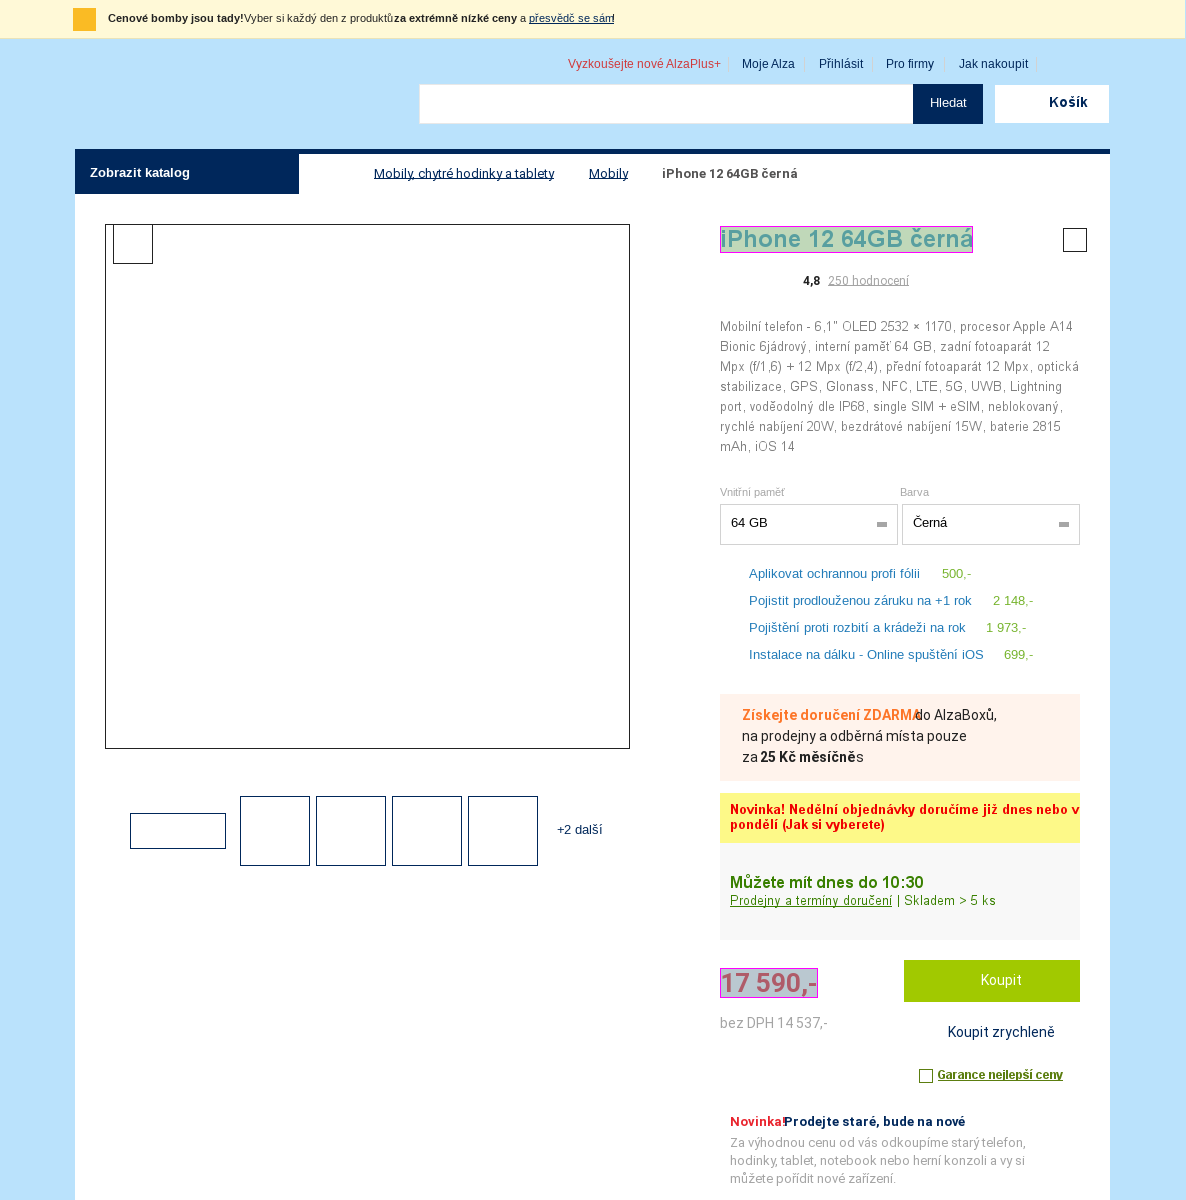 Cenové bomby jsou tady! Vyber si každý den z produktů za extrémně nízké ceny a přesvědč se sám!
Vyzkoušejte nové AlzaPlus+ Moje Alza Přihlásit Pro firmy Jak nakoupit
Hledat Košík
Zobrazit katalog Mobily, chytré hodinky a tablety Mobily iPhone 12 64GB černá
iPhone 12 64GB černá
4,8 250 hodnocení
Mobilní telefon - 6,1" OLED 2532 × 1170, procesor Apple A14
Bionic 6jádrový, interní paměť 64 GB, zadní fotoaparát 12
Mpx (f/1,6) + 12 Mpx (f/2,4), přední fotoaparát 12 Mpx, optická
stabilizace, GPS, Glonass, NFC, LTE, 5G, UWB, Lightning
port, voděodolný dle IP68, single SIM + eSIM, neblokovaný,
rychlé nabíjení 20W, bezdrátové nabíjení 15W, baterie 2815
mAh, iOS 14
Vnitřní paměť Barva
64 GB Černá
Aplikovat ochrannou profi fólii 500,-
Pojistit prodlouženou záruku na +1 rok 2 148,-
Pojištění proti rozbití a krádeži na rok 1 973,-
Instalace na dálku - Online spuštění iOS 699,-
Získejte doručení ZDARMA do AlzaBoxů,
na prodejny a odběrná místa pouze
za 25 Kč měsíčně s
+2 další
Novinka! Nedělní objednávky doručíme již dnes nebo v
pondělí (Jak si vyberete)
Můžete mít dnes do 10:30
Prodejny a termíny doručení | Skladem > 5 ks
17 590,- Koupit
bez DPH 14 537,-
Koupit zrychleně
Garance nejlepší ceny
Novinka! Prodejte staré, bude na nové
Za výhodnou cenu od vás odkoupíme starý telefon,
hodinky, tablet, notebook nebo herní konzoli a vy si
můžete pořídit nové zařízení.